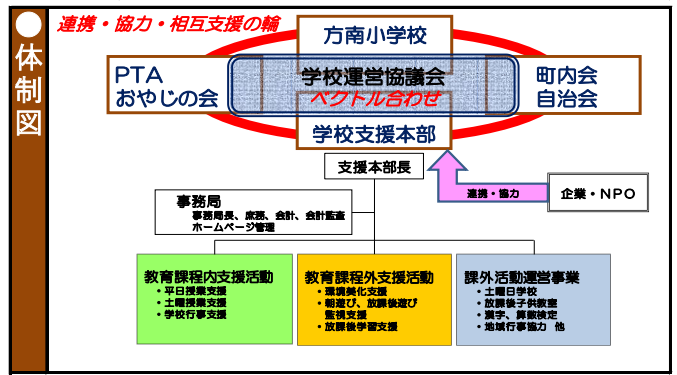 ●体制図
連携・協力・相互支援の輪
方南小学校
PTA
おやじの会
学校運営協議会
ベクトル合わせ
町内会
自治会
学校支援本部
支援本部長
連携・協力
企業・NPO
事務局
事務局長、庶務、会計、会計監査
ホームページ管理
教育課程内支援活動
・平日授業支援
・土曜授業支援
・学校行事支援
教育課程外支援活動
・環境美化支援
・朝遊び、放課後遊び
監視支援
・放課後学習支援
課外活動運営事業
・土曜日学校
・放課後子供教室
・漢字、算数検定
・地域行事協力 他